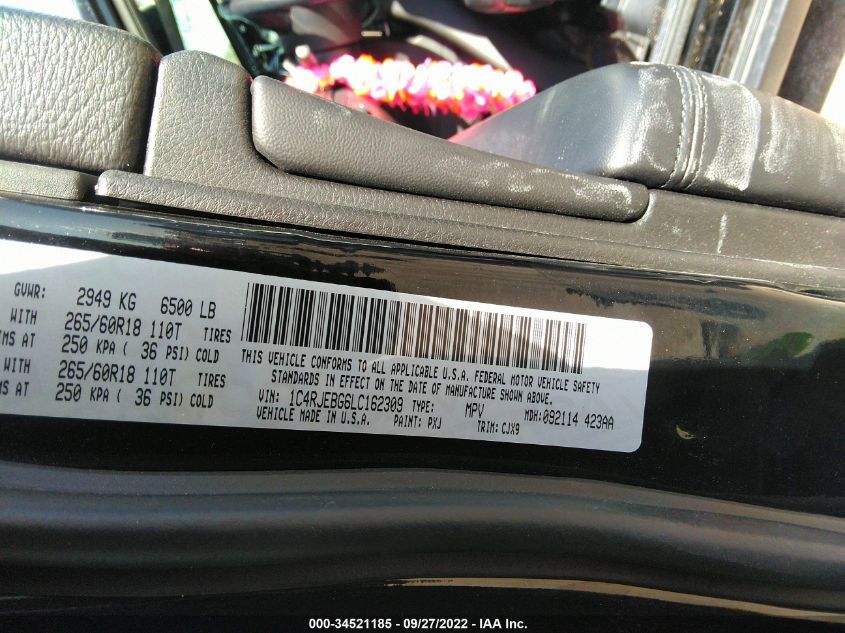 GVWR: 2949 KG 6500 LB
WITH 265/60R18 110T TIRES
MS AT 250 KPA ( 36 PSI) COLD
WITH 265/60R18 110T TIRES
MS AT 250 KPA ( 36 PSI) COLD
THIS VEHICLE CONFORMS TO ALL APPLICABLE U.S.A. FEDERAL MOTOR VEHICLE SAFETY
STANDARDS IN EFFECT ON THE DATE OF MANUFACTURE SHOWN ABOVE.
VIN: 1C4RJEBG6LC162309 TYPE: MPV MDH:092114 423AA
VEHICLE MADE IN U.S.A. PAINT: PXJ TRIM: CJX9
000-34521185 - 09/27/2022 - IAA Inc.